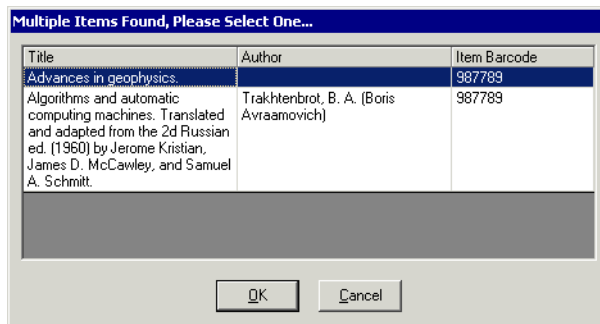 Multiple Items Found, Please Select One...
Title Author Item Barcode
Advances in geophysics. 987789
Algorithms and automatic Trakhtenbrot, B. A. (Boris 987789
computing machines. Translated Avraamovich)
and adapted from the 2d Russian
ed. (1960) by Jerome Kristian,
James D. McCawley, and Samuel
A. Schmitt.
OK Cancel